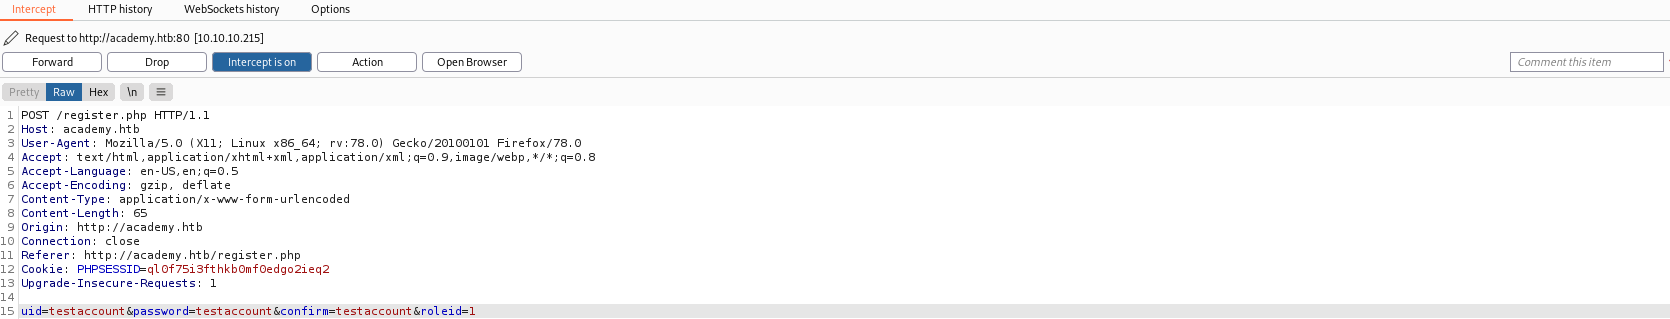 Intercept HTTP history WebSockets history Options
Request to http://academy.htb:80 [10.10.10.215]
Forward Drop Intercept is on Action Open Browser Comment this item
Pretty Raw Hex \n
1 POST /register.php HTTP/1.1
2 Host: academy.htb
3 User-Agent: Mozilla/5.0 (X11; Linux x86_64; rv:78.0) Gecko/20100101 Firefox/78.0
4 Accept: text/html,application/xhtml+xml,application/xml;q=0.9,image/webp,*/*;q=0.8
5 Accept-Language: en-US,en;q=0.5
6 Accept-Encoding: gzip, deflate
7 Content-Type: application/x-www-form-urlencoded
8 Content-Length: 65
9 Origin: http://academy.htb
10 Connection: close
11 Referer: http://academy.htb/register.php
12 Cookie: PHPSESSID=ql0f75i3fthkb0mf0edgo2ieq2
13 Upgrade-Insecure-Requests: 1
14
15 uid=testaccount&password=testaccount&confirm=testaccount&roleid=1